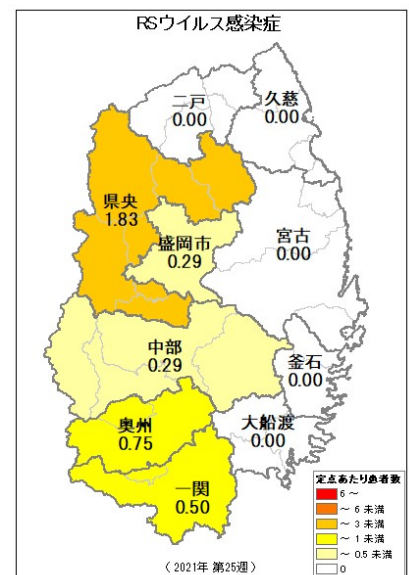 RSウイルス感染症
二戸
0.00
久慈
0.00
県央
1.83
盛岡市
0.29
宮古
0.00
中部
0.29
釜石
0.00
奥州
0.75
大船渡
0.00
一関
0.50
定点あたり患者数
6 ～
～ 6 未満
～ 3 未満
～ 1 未満
～ 0.5 未満
0
（ 2021年 第25週 ）